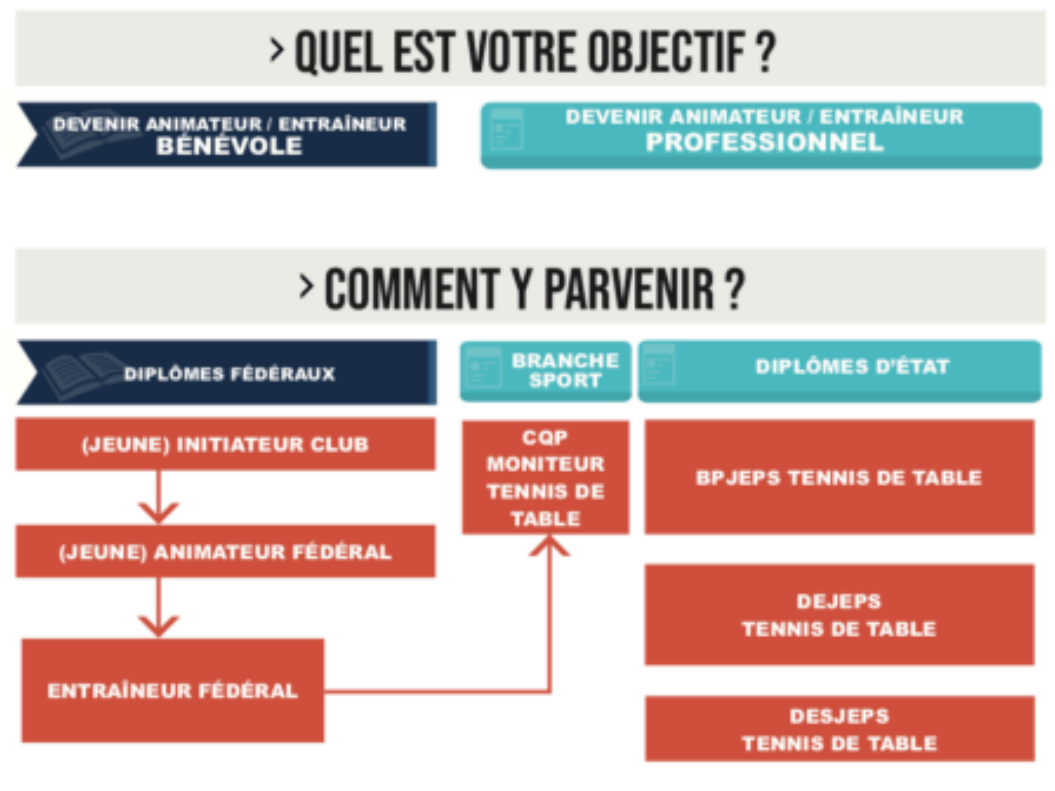 > QUEL EST VOTRE OBJECTIF ?
DEVENIR ANIMATEUR / ENTRAÎNEUR
BÉNÉVOLE
DEVENIR ANIMATEUR / ENTRAÎNEUR
PROFESSIONNEL
> COMMENT Y PARVENIR ?
DIPLÔMES FÉDÉRAUX
BRANCHE
SPORT
DIPLÔMES D'ÉTAT
(JEUNE) INITIATEUR CLUB
(JEUNE) ANIMATEUR FÉDÉRAL
ENTRAÎNEUR FÉDÉRAL
CQP
MONITEUR
TENNIS DE
TABLE
BPJEPS TENNIS DE TABLE
DEJEPS
TENNIS DE TABLE
DESJEPS
TENNIS DE TABLE